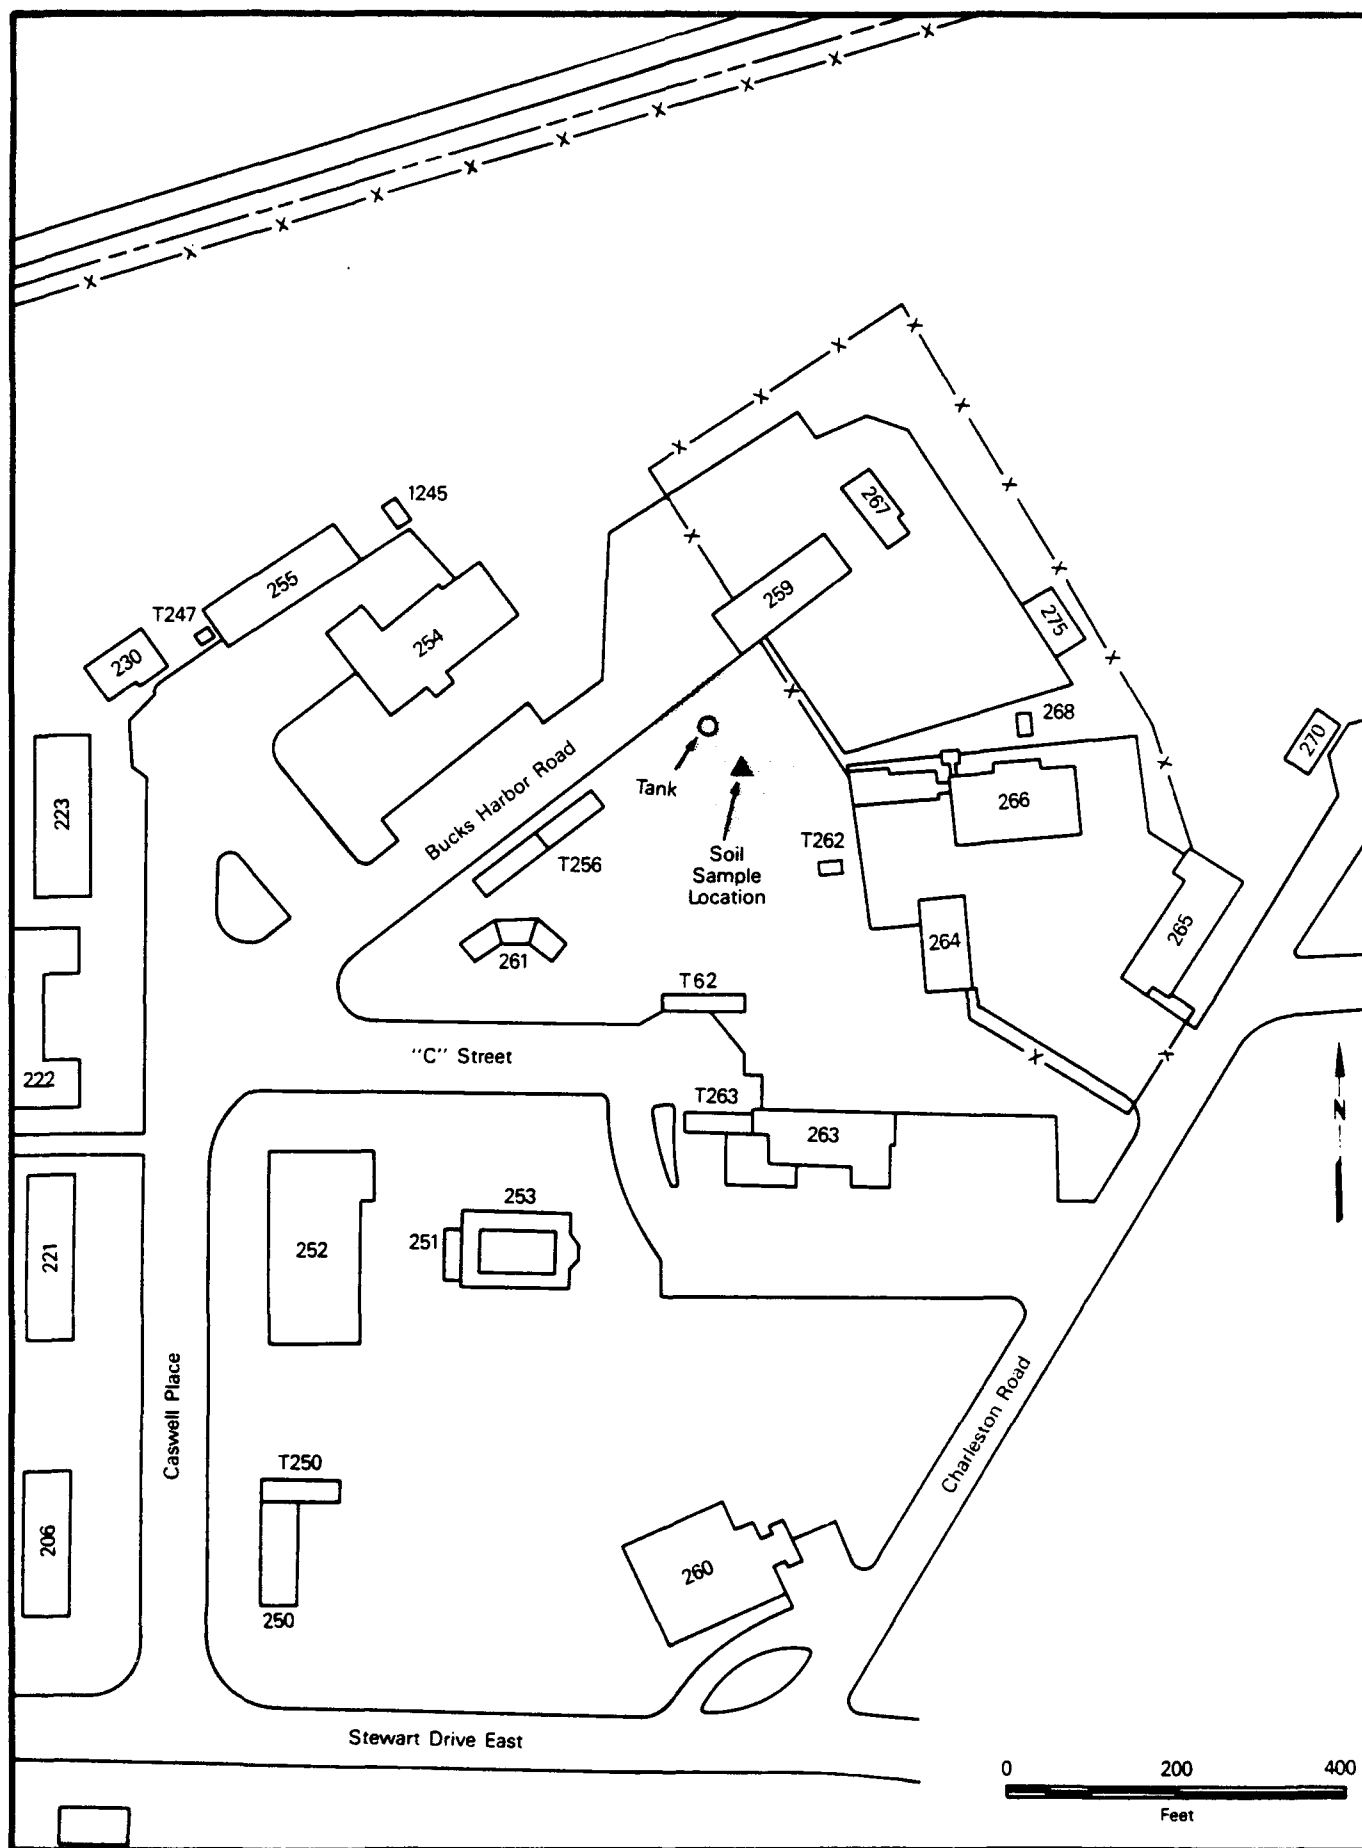 1245
267
255
259
T247
275
254
230
268
270
Tank
223
Bucks Harbor Road
266
T256
T262
Soil
Sample
Location
264
265
261
T62
"C" Street
222
N
T263
263
253
251
221
252
Caswell Place
Charleston Road
T250
206
260
250
Stewart Drive East
0 200 400
Feet